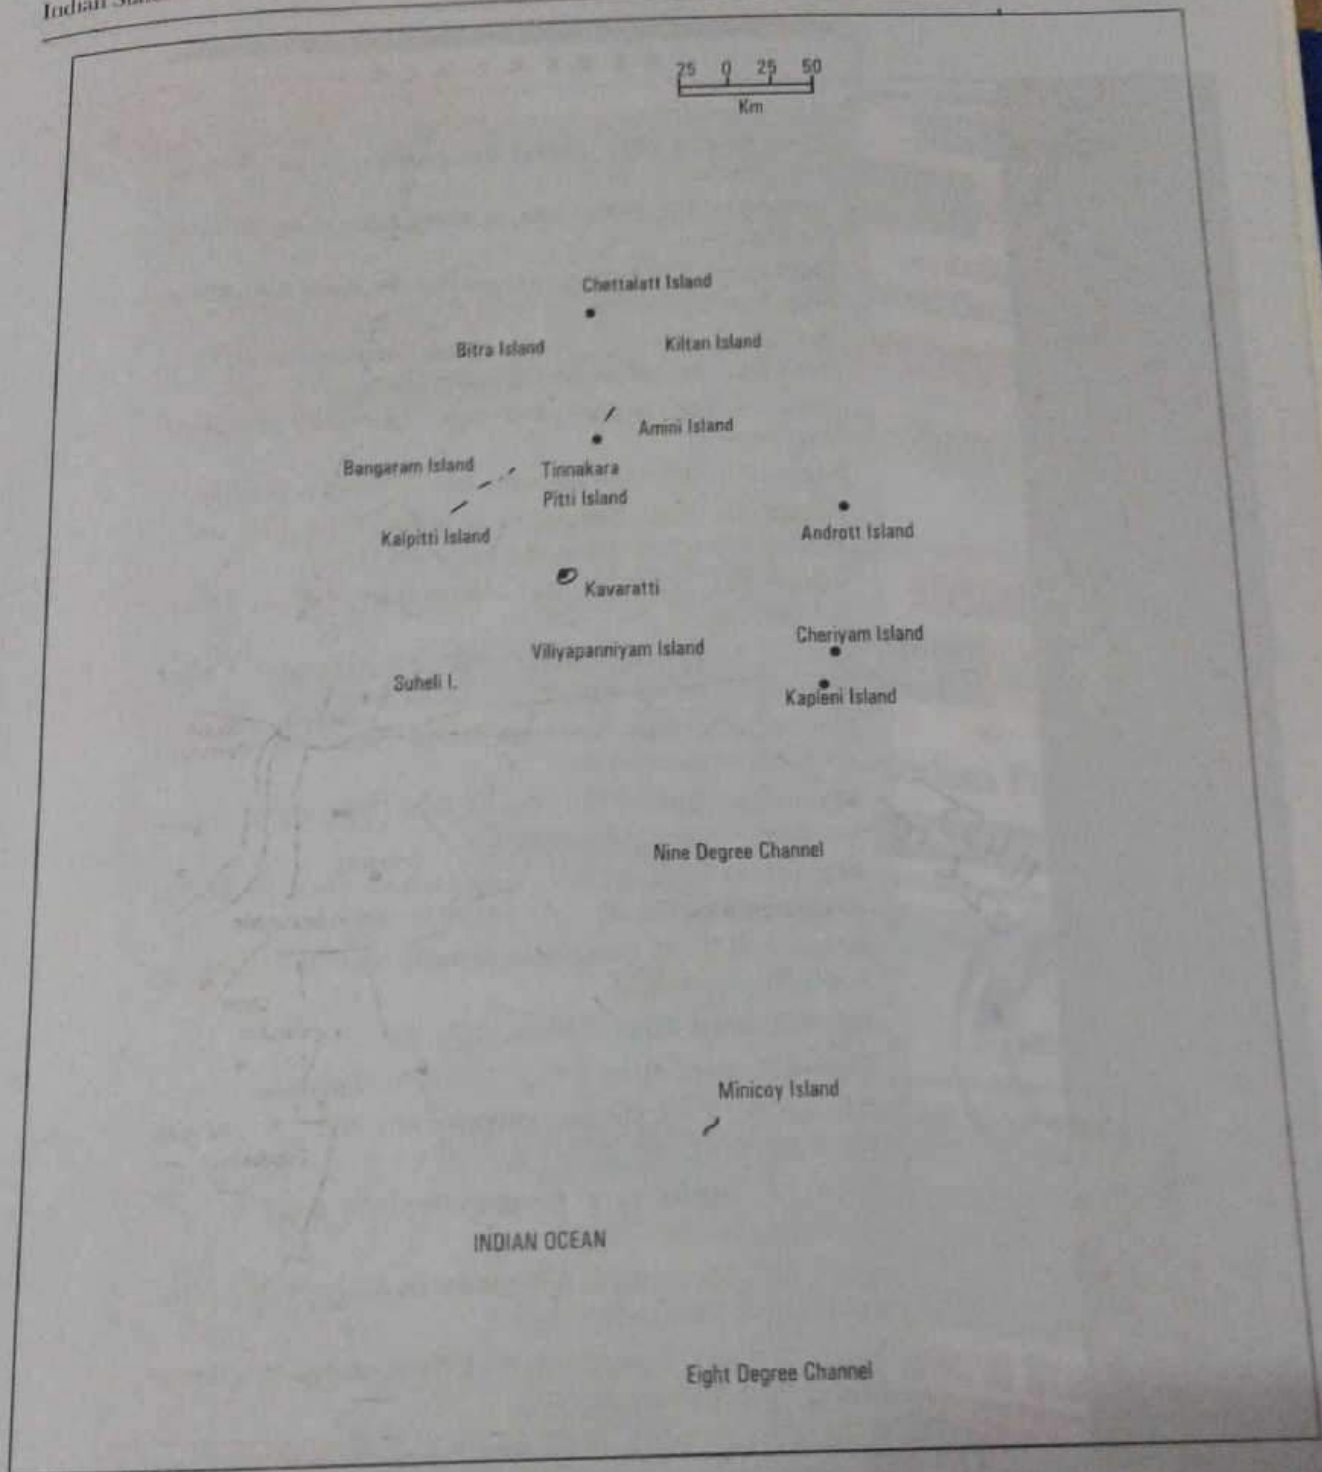 Indian
25 0 25 50
Km
Chettalatt Island
Bitra Island
Kiltan Island
Amini Island
Bangaram Island
Tinnakara
Pitti Island
Kalpitti Island
Andrott Island
Kavaratti
Cheriyam Island
Viliyapanniyam Island
Suheli I.
Kapleni Island
Nine Degree Channel
Minicoy Island
INDIAN OCEAN
Eight Degree Channel